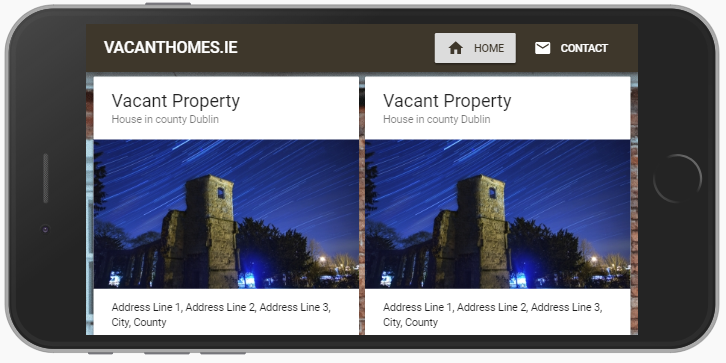 VACANTHOMES.IE
HOME
CONTACT
Vacant Property
House in county Dublin
Address Line 1, Address Line 2, Address Line 3,
City, County
Vacant Property
House in county Dublin
Address Line 1, Address Line 2, Address Line 3,
City, County